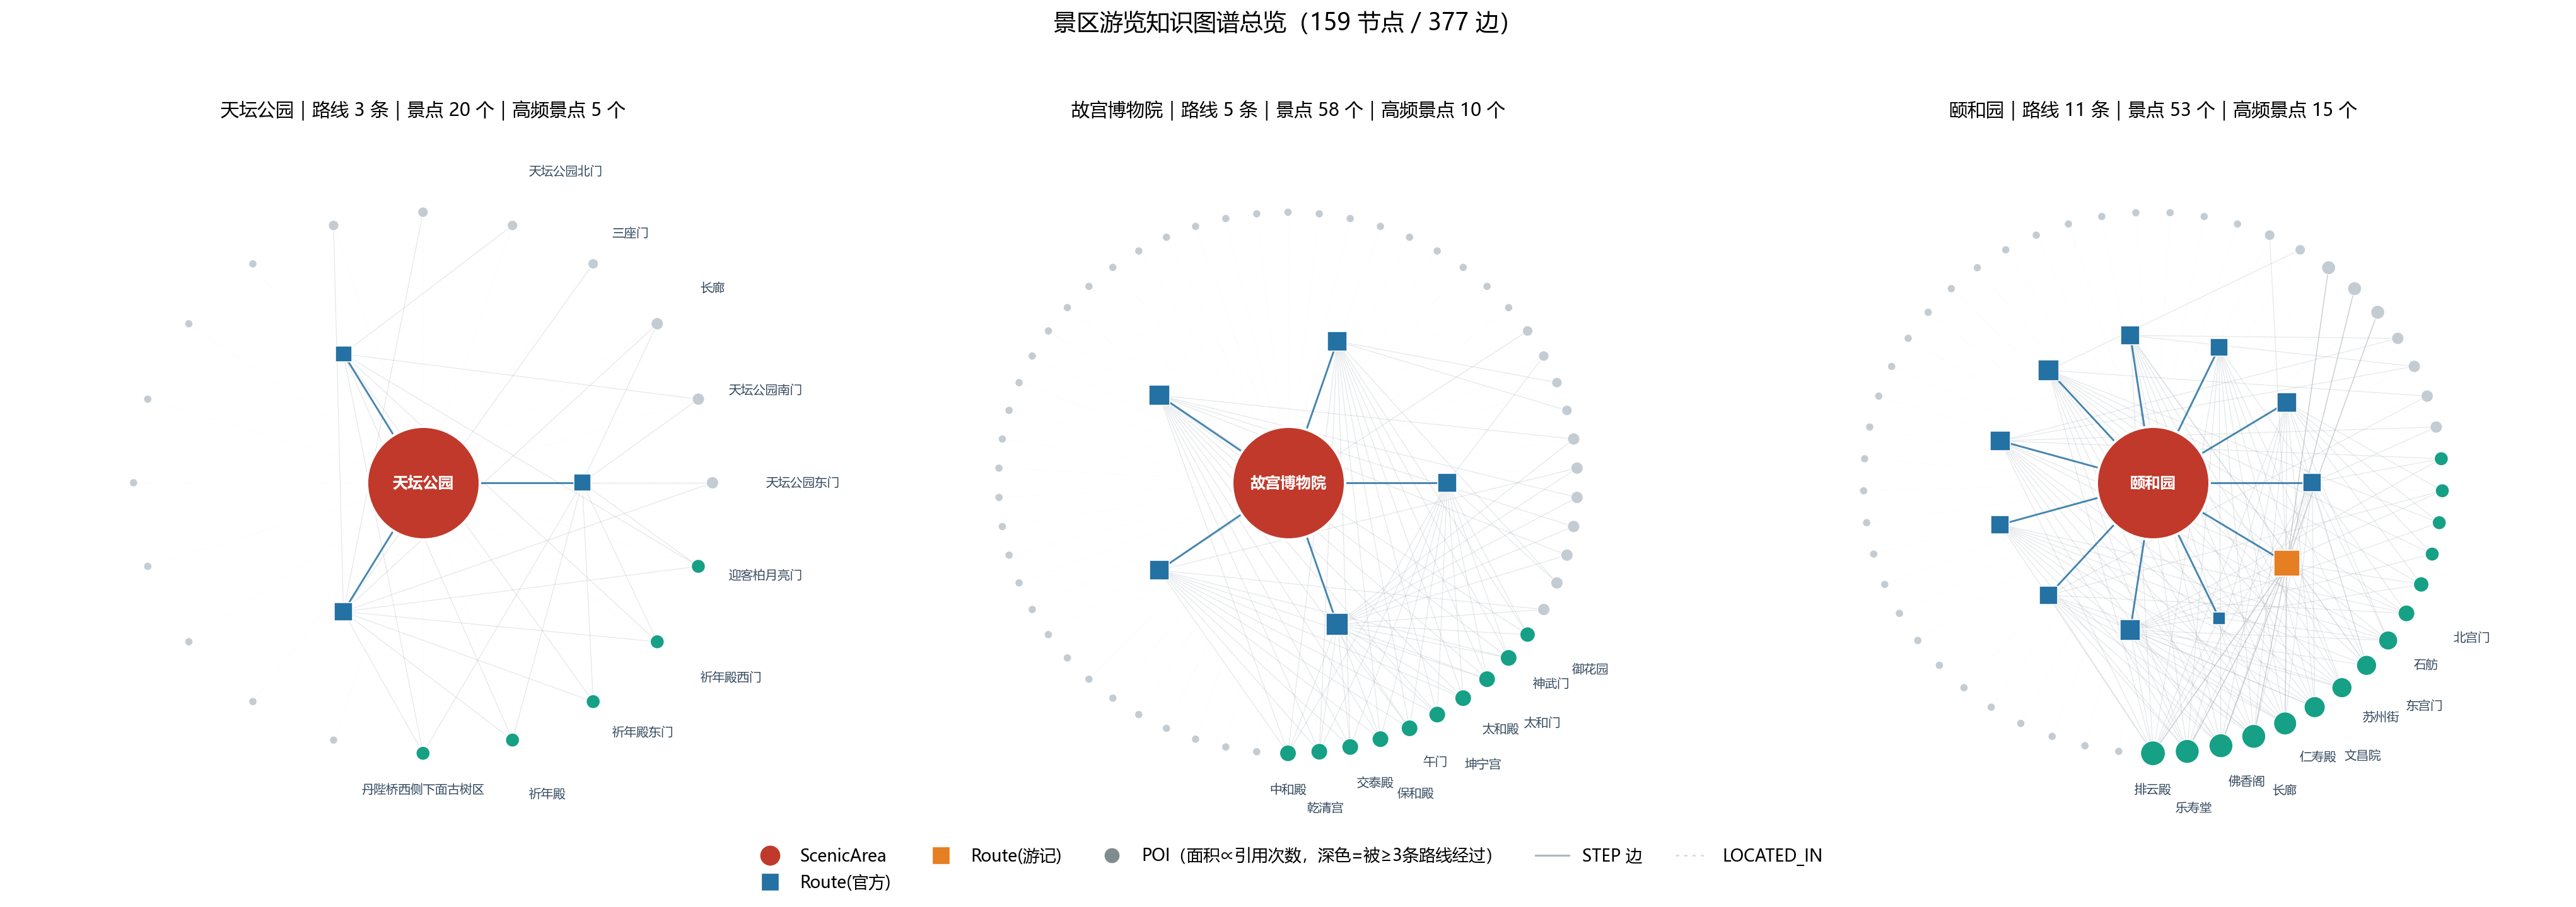 景区游览知识图谱总览（159 节点 / 377 边）
天坛公园 | 路线 3 条 | 景点 20 个 | 高频景点 5 个
天坛公园北门
三座门
长廊
天坛公园南门
天坛公园
天坛公园东门
迎客柏月亮门
祈年殿西门
祈年殿东门
丹陛桥西侧下面古树区
祈年殿
故宫博物院 | 路线 5 条 | 景点 58 个 | 高频景点 10 个
故宫博物院
御花园
神武门
太和门
太和殿
坤宁宫
午门
保和殿
交泰殿
乾清宫
中和殿
颐和园 | 路线 11 条 | 景点 53 个 | 高频景点 15 个
颐和园
北宫门
石舫
东宫门
苏州街
文昌院
仁寿殿
长廊
佛香阁
乐寿堂
排云殿
ScenicArea
Route(官方)
Route(游记)
POI（面积∝引用次数，深色=被≥3条路线经过）
STEP 边
LOCATED_IN